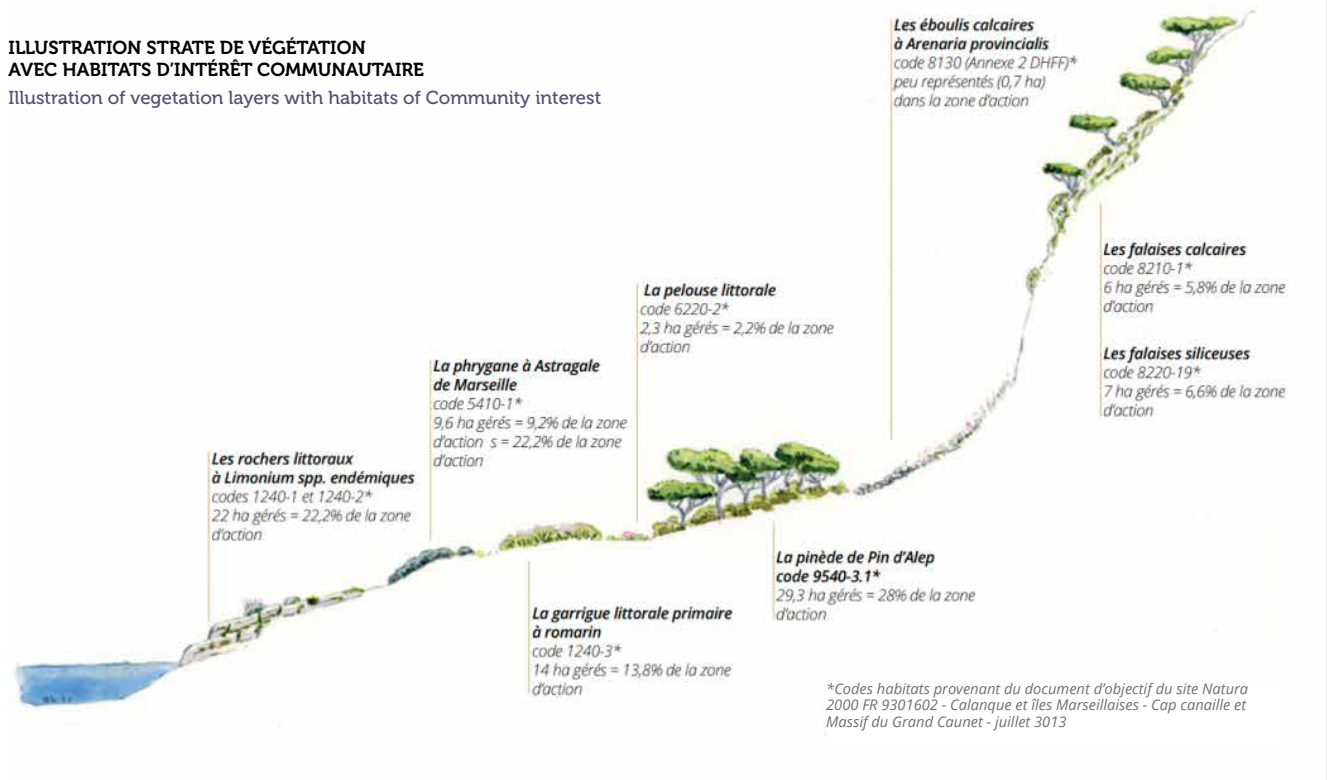 ILLUSTRATION STRATE DE VÉGÉTATION
AVEC HABITATS D'INTÉRÊT COMMUNAUTAIRE
Illustration of vegetation layers with habitats of Community interest
Les éboulis calcaires
à Arenaria provincialis
code 8130 (Annexe 2 DHFF)*
peu représentés (0,7 ha)
dans la zone d'action
Les falaises calcaires
code 8210-1*
6 ha gérés = 5,8% de la zone
d'action
Les falaises siliceuses
code 8220-19*
7 ha gérés = 6,6% de la zone
d'action
La pelouse littorale
code 6220-2*
2,3 ha gérés = 2,2% de la zone
d'action
La phrygane à Astragale
de Marseille
code 5410-1*
9,6 ha gérés = 9,2% de la zone
d'action s = 22,2% de la zone
d'action
Les rochers littoraux
à Limonium spp. endémiques
codes 1240-1 et 1240-2*
22 ha gérés = 22,2% de la zone
d'action
La pinède de Pin d'Alep
code 9540-3.1*
29,3 ha gérés = 28% de la zone
d'action
La garrigue littorale primaire
à romarin
code 1240-3*
14 ha gérés = 13,8% de la zone
d'action
*Codes habitats provenant du document d'objectif du site Natura
2000 FR 9301602 - Calanque et îles Marseillaises - Cap canaille et
Massif du Grand Caunet - juillet 3013